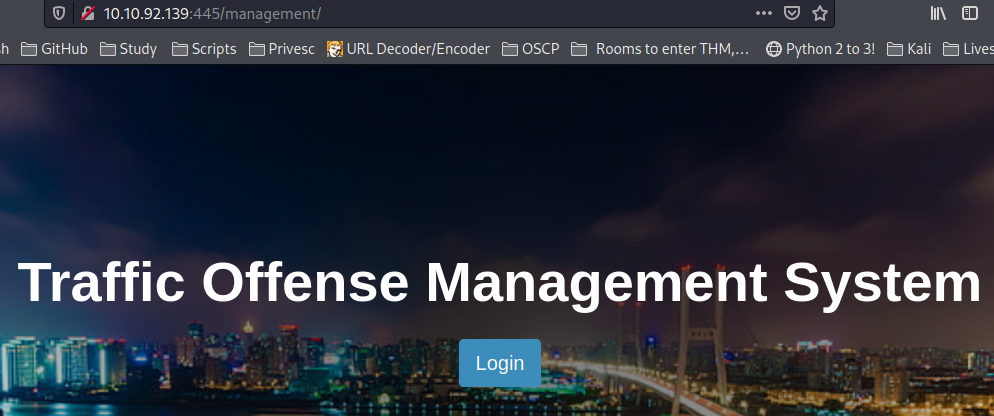 10.10.92.139:445/management/
sh GitHub Study Scripts Privesc URL Decoder/Encoder OSCP Rooms to enter THM,... Python 2 to 3! Kali Lives
Traffic Offense Management System
Login